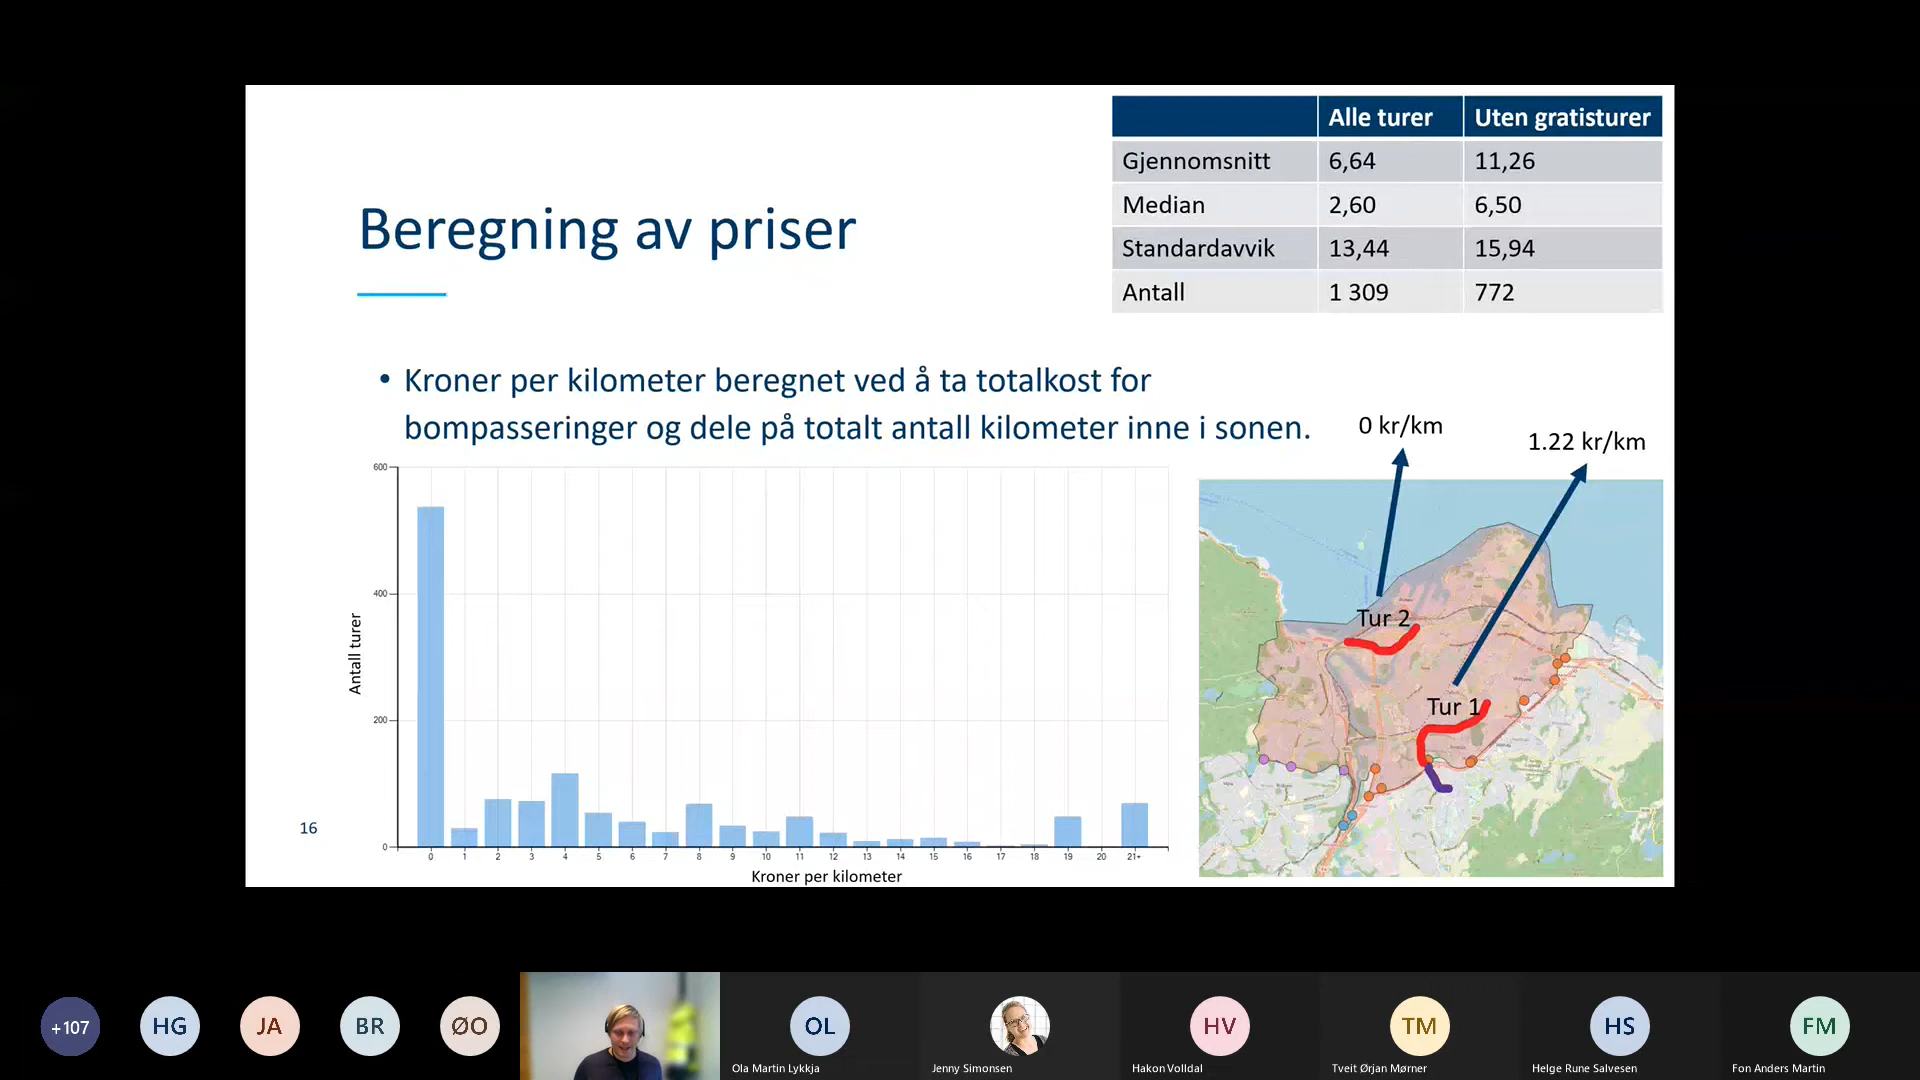 Alle turer
Uten gratisturer
Gjennomsnitt
6,64
11,26
Median
2,60
6,50
Standardavvik
13,44
15,94
Antall
1 309
772
Beregning av priser
• Kroner per kilometer beregnet ved å ta totalkost for
bompasseringer og dele på totalt antall kilometer inne i sonen.
0 kr/km
1.22 kr/km
Tur 2
Tur 1
600
400
200
0
Antall turer
0 1 2 3 4 5 6 7 8 9 10 11 12 13 14 15 16 17 18 19 20 21+
Kroner per kilometer
16
+107
HG
JA
BR
ØO
OL
HV
TM
HS
FM
Ola Martin Lykkja
Jenny Simonsen
Hakon Volldal
Tveit Ørjan Mørner
Helge Rune Salvesen
Fon Anders Martin